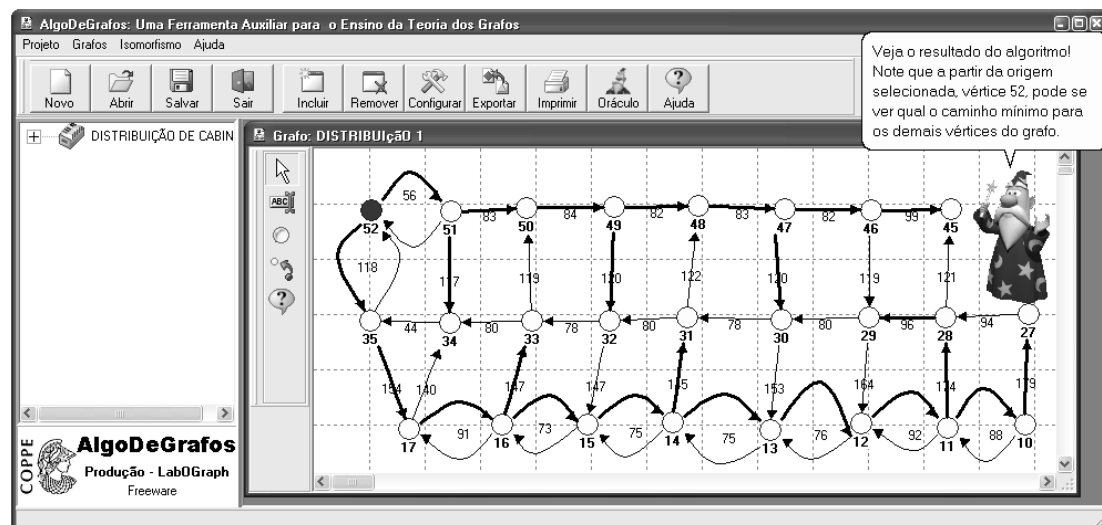 AlgoDeGrafos: Uma Ferramenta Auxiliar para o Ensino da Teoria dos Grafos
Projeto Grafos Isomorfismo Ajuda
Novo Abrir Salvar Sair Incluir Remover Configurar Exportar Imprimir Oráculo Ajuda
Veja o resultado do algoritmo!
Note que a partir da origem
selecionada, vértice 52, pode se
ver qual o caminho mínimo para
os demais vértices do grafo.
DISTRIBUIÇÃO DE CABIN
Grafo: DISTRIBUIçãO 1
ABC
56
83 84 82 83 82 99
52 51 50 49 48 47 46 45
118 117 119 120 122 120 119 121
44 80 78 80 78 80 96 94
35 34 33 32 31 30 29 28 27
154 140 147 147 145 153 164 174 179
91 73 75 75 76 92 88
17 16 15 14 13 12 11 10
COPPE
AlgoDeGrafos
Produção - LabOGraph
Freeware